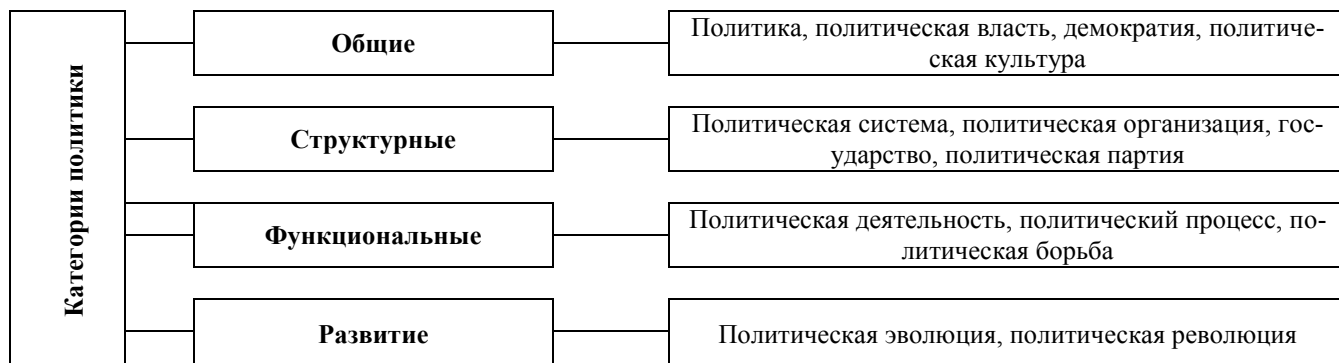 Категории политики
Общие
Политика, политическая власть, демократия, политиче-
ская культура
Структурные
Политическая система, политическая организация, гос-
ударство, политическая партия
Функциональные
Политическая деятельность, политический процесс, по-
литическая борьба
Развитие
Политическая эволюция, политическая революция